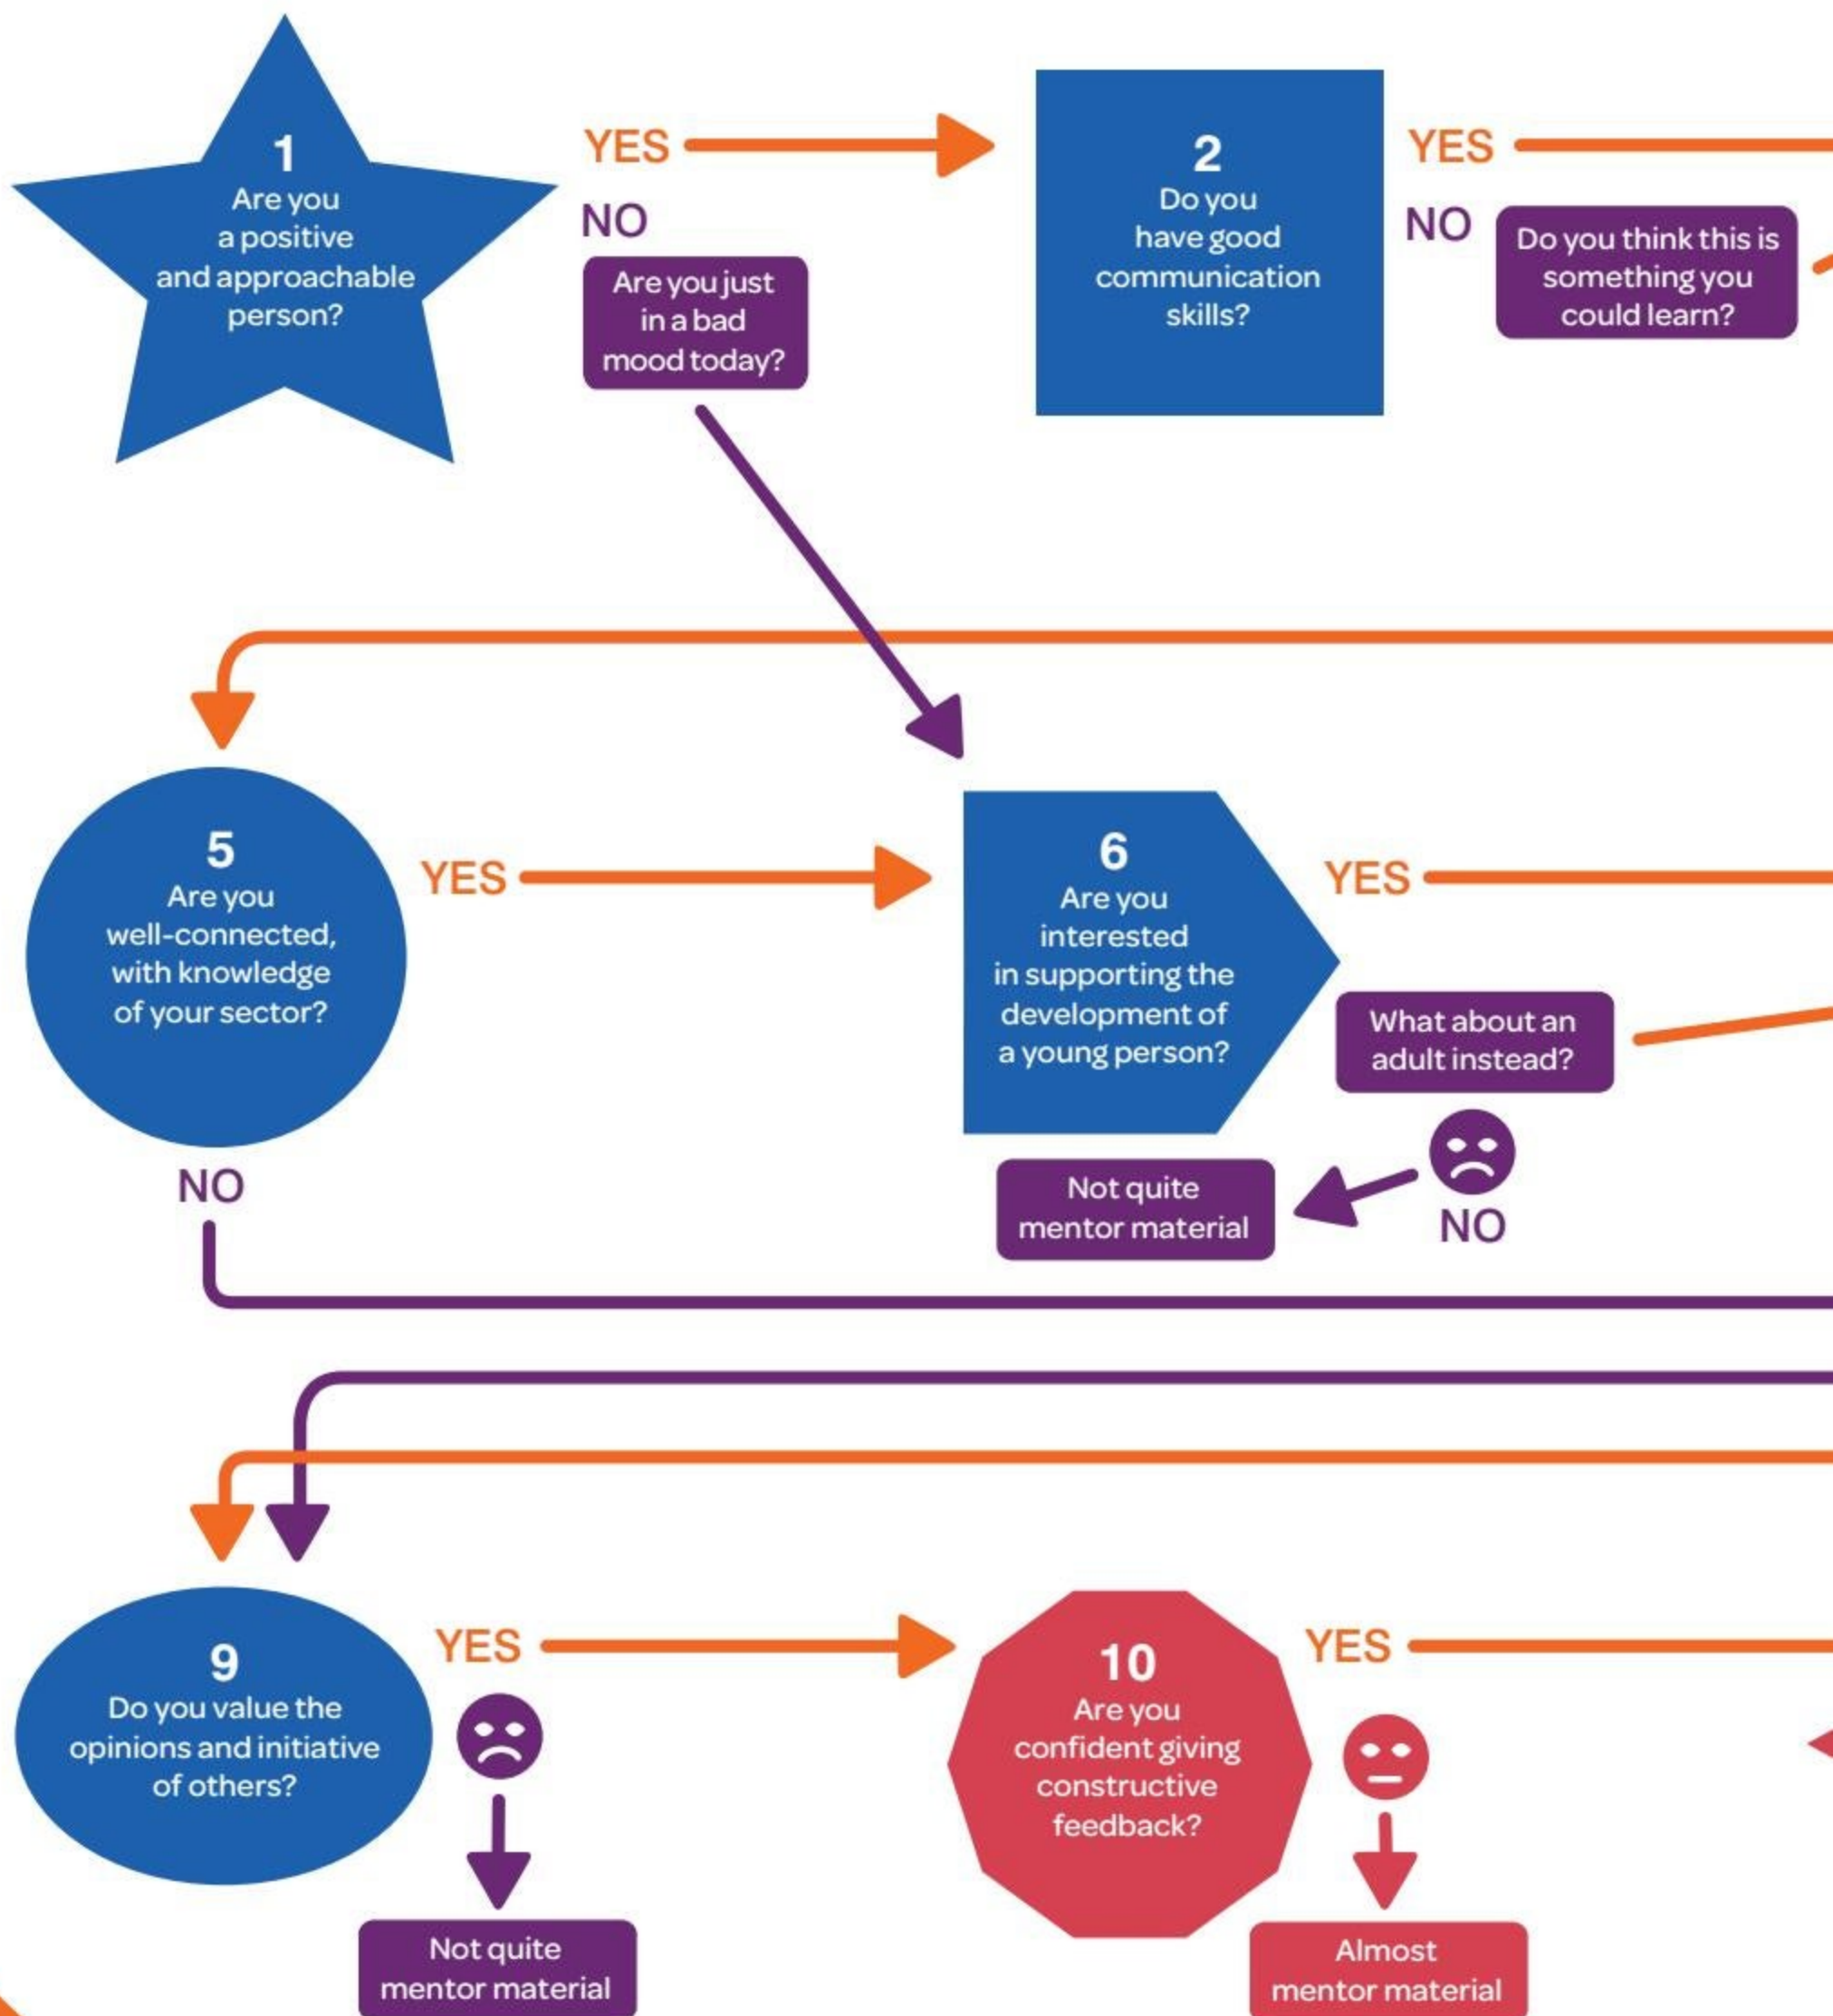 1
Are you
a positive
and approachable
person?
YES
NO
Are you just
in a bad
mood today?
2
Do you
have good
communication
skills?
YES
NO
Do you think this is
something you
could learn?
5
Are you
well-connected,
with knowledge
of your sector?
YES
NO
6
Are you
interested
in supporting the
development of
a young person?
YES
What about an
adult instead?
NO
Not quite
mentor material
9
Do you value the
opinions and initiative
of others?
YES
Not quite
mentor material
10
Are you
confident giving
constructive
feedback?
YES
Almost
mentor material